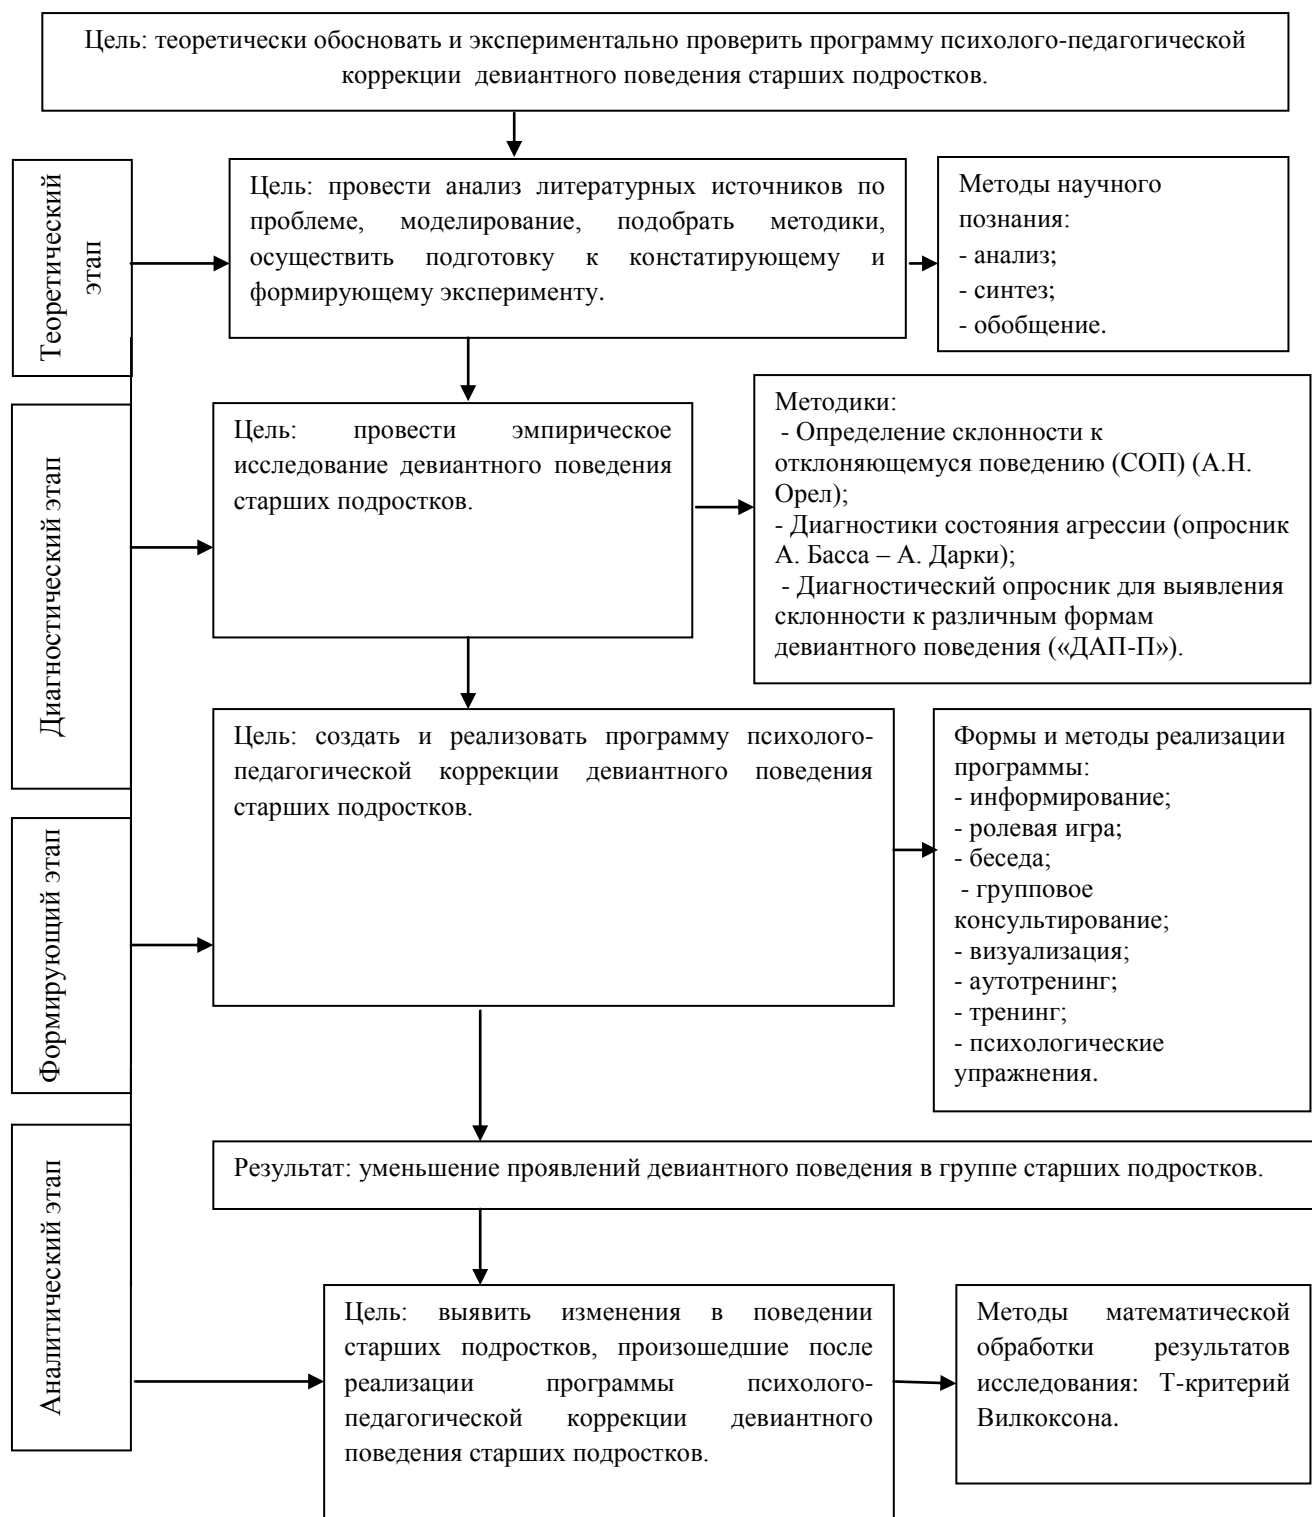 Цель: теоретически обосновать и экспериментально проверить программу психолого-педагогической
коррекции девиантного поведения старших подростков.
Теоретический
этап
Цель: провести анализ литературных источников по
проблеме, моделирование, подобрать методики,
осуществить подготовку к констатирующему и
формирующему эксперименту.
Методы научного
познания:
- анализ;
- синтез;
- обобщение.
Диагностический этап
Цель: провести эмпирическое
исследование девиантного поведения
старших подростков.
Методики:
- Определение склонности к
отклоняющемуся поведению (СОП) (А.Н.
Орел);
- Диагностики состояния агрессии (опросник
А. Басса – А. Дарки);
- Диагностический опросник для выявления
склонности к различным формам
девиантного поведения («ДАП-П»).
Формирующий этап
Цель: создать и реализовать программу психолого-
педагогической коррекции девиантного поведения
старших подростков.
Формы и методы реализации
программы:
- информирование;
- ролевая игра;
- беседа;
- групповое
консультирование;
- визуализация;
- аутотренинг;
- тренинг;
- психологические
упражнения.
Результат: уменьшение проявлений девиантного поведения в группе старших подростков.
Аналитический этап
Цель: выявить изменения в поведении
старших подростков, произошедшие после
реализации программы психолого-
педагогической коррекции девиантного
поведения старших подростков.
Методы математической
обработки результатов
исследования: Т-критерий
Вилкоксона.